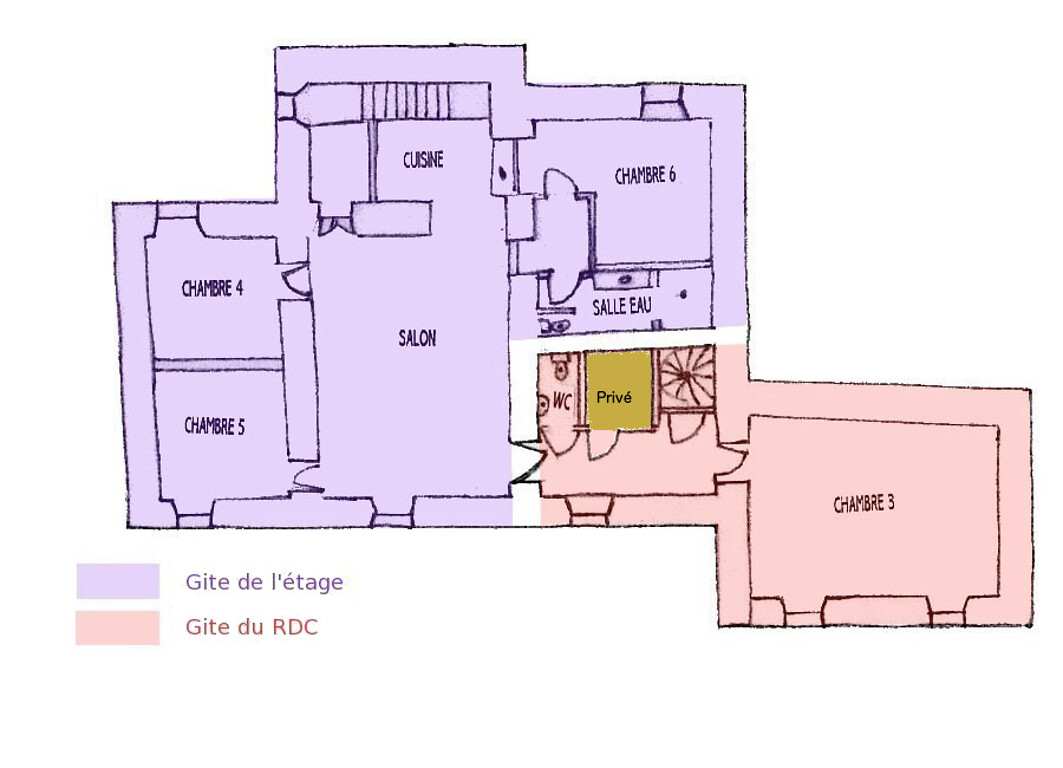 CUISINE
CHAMBRE 6
CHAMBRE 4
SALLE EAU
SALON
Privé
WC
CHAMBRE 5
CHAMBRE 3
Gite de l'étage
Gite du RDC